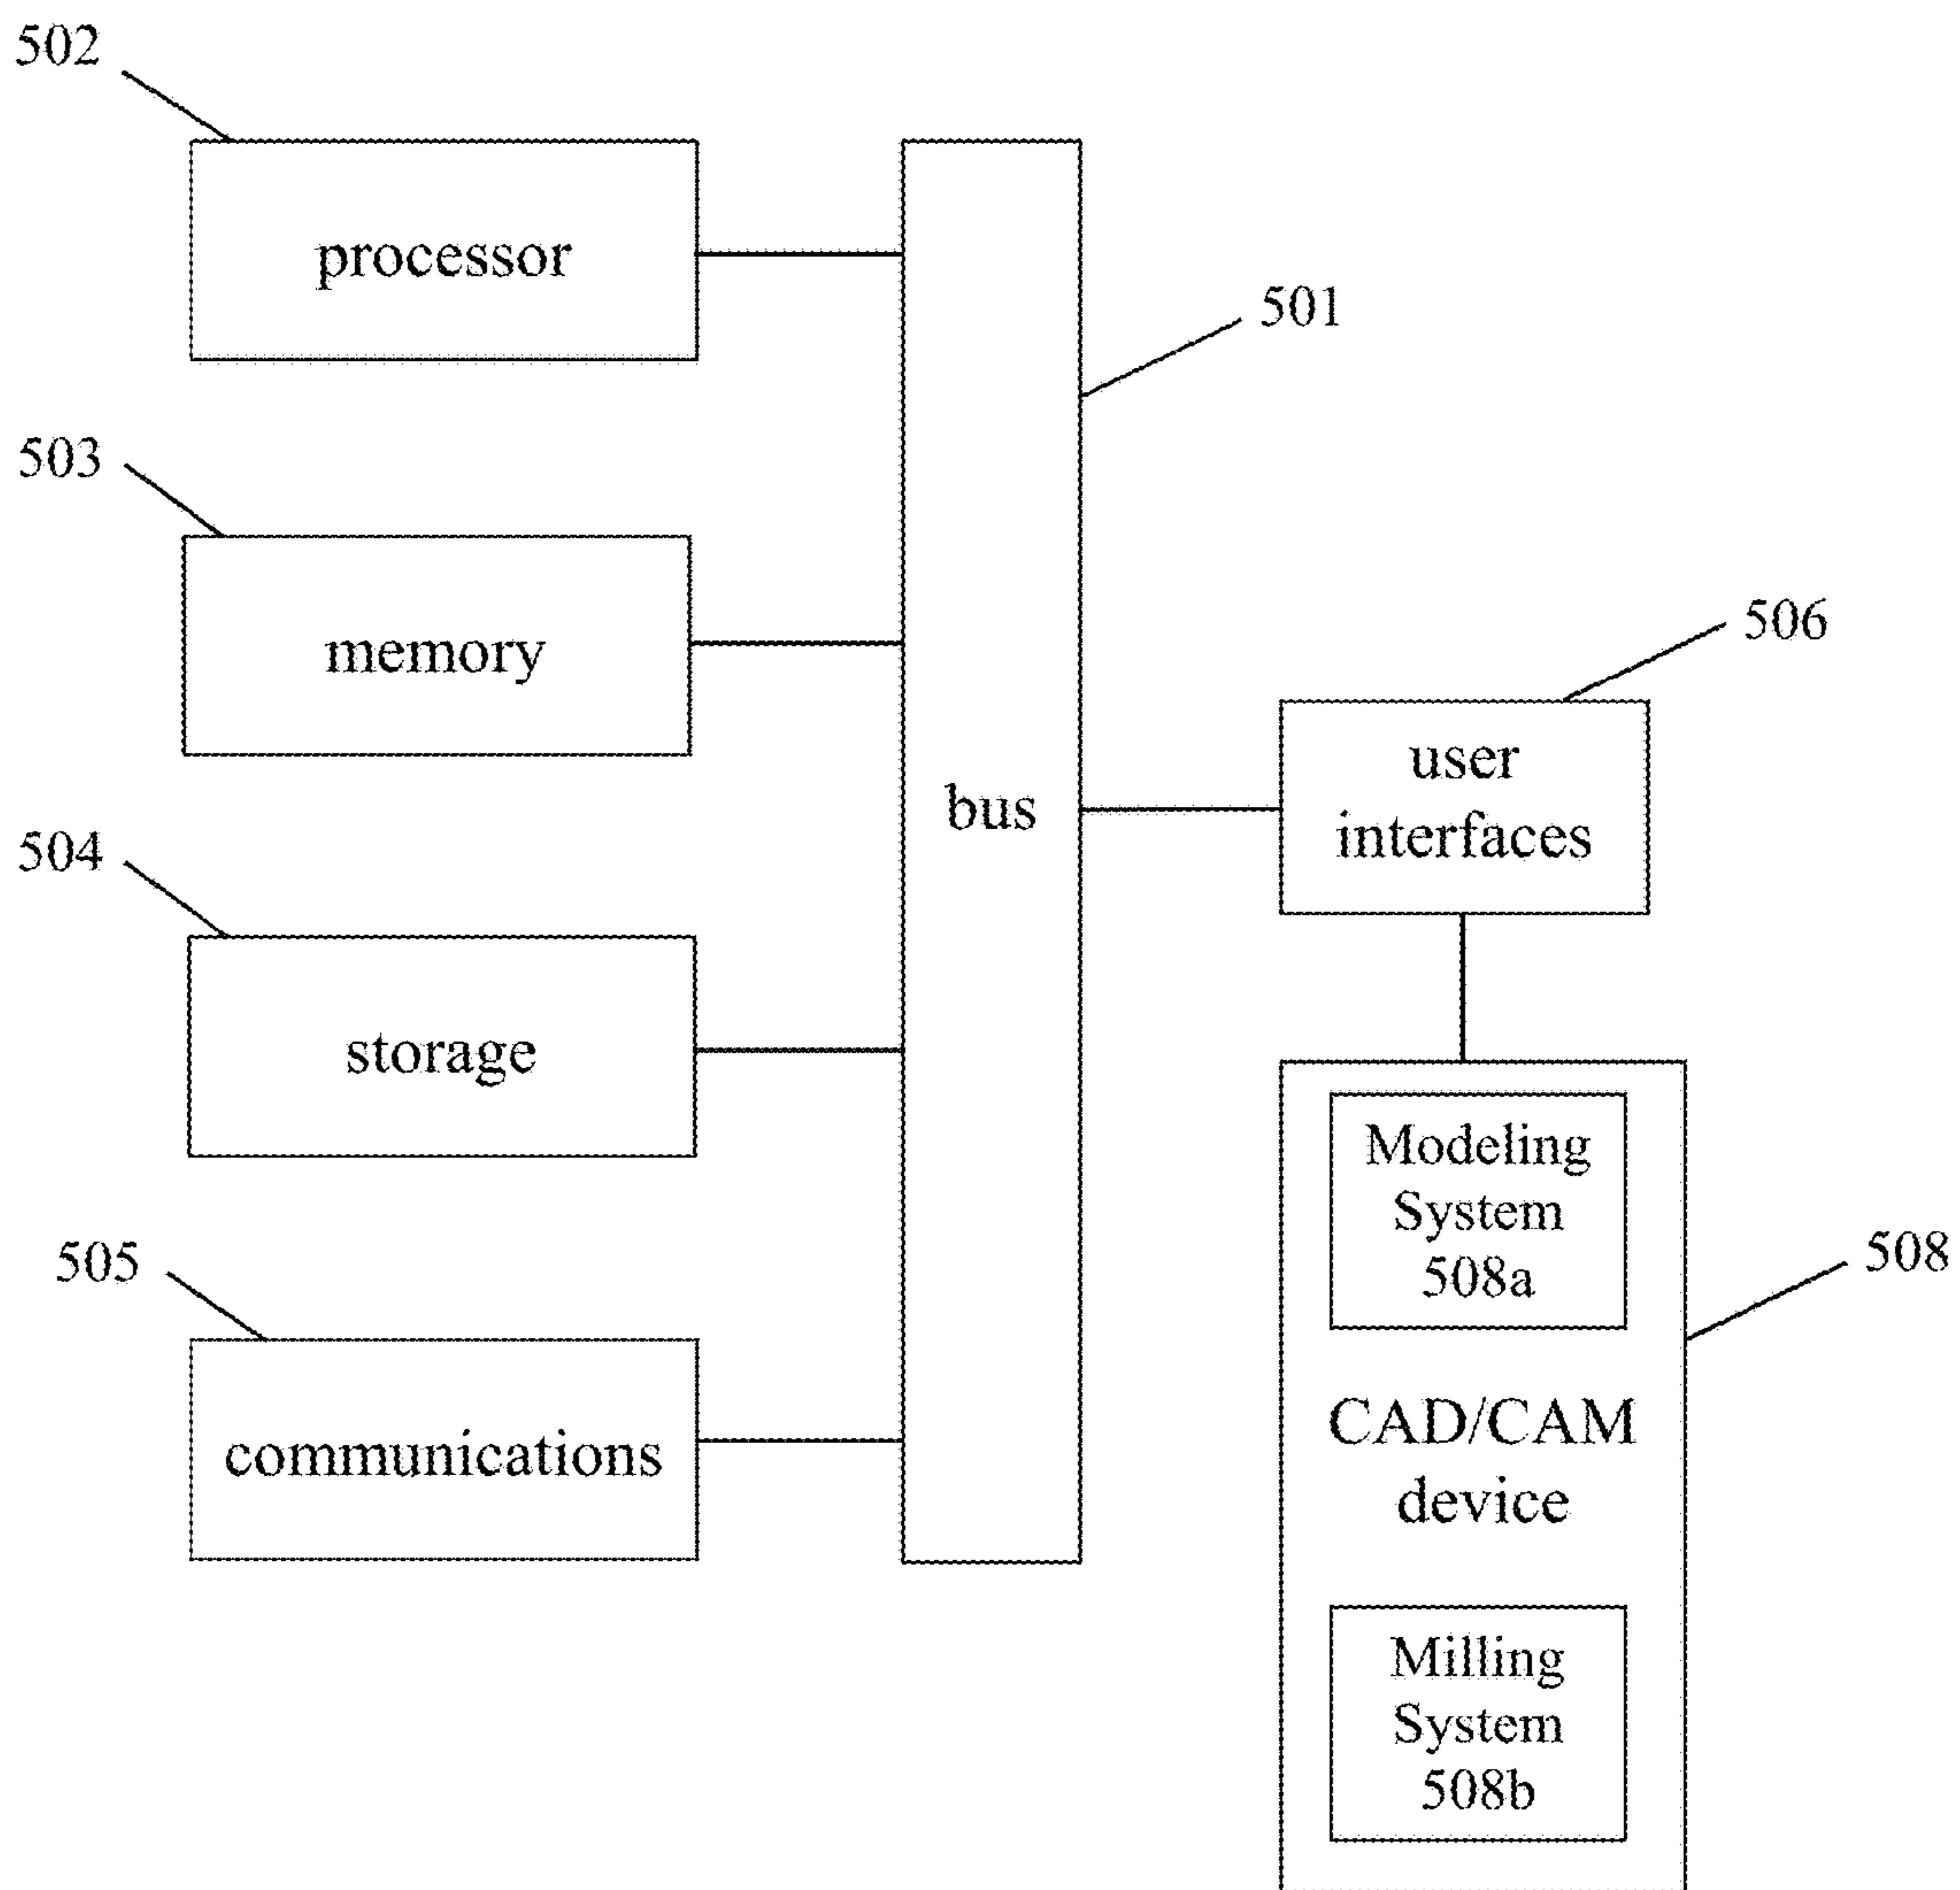 502
processor
501
503
memory
506
user
interfaces
bus
504
storage
Modeling
System
508a
508
505
communications
CAD/CAM
device
Milling
System
508b